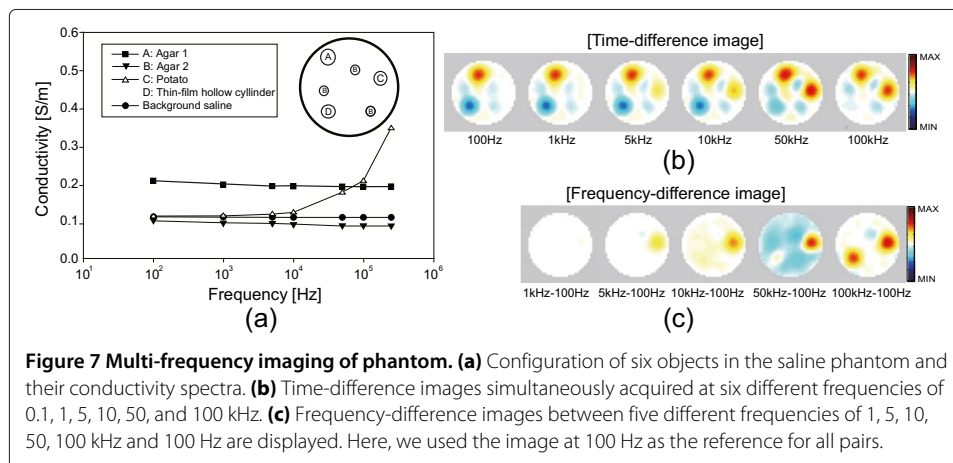 0.6
0.5
0.4
0.3
0.2
0.1
0.0
Conductivity [S/m]
A: Agar 1
B: Agar 2
C: Potato
D: Thin-film hollow cyllinder
Background saline
A
B
C
B
D
B
10¹ 10² 10³ 10⁴ 10⁵ 10⁶
Frequency [Hz]
(a)
[Time-difference image]
MAX
MIN
100Hz 1kHz 5kHz 10kHz 50kHz 100kHz
(b)
[Frequency-difference image]
MAX
MIN
1kHz-100Hz 5kHz-100Hz 10kHz-100Hz 50kHz-100Hz 100kHz-100Hz
(c)
Figure 7 Multi-frequency imaging of phantom. (a) Configuration of six objects in the saline phantom and
their conductivity spectra. (b) Time-difference images simultaneously acquired at six different frequencies of
0.1, 1, 5, 10, 50, and 100 kHz. (c) Frequency-difference images between five different frequencies of 1, 5, 10,
50, 100 kHz and 100 Hz are displayed. Here, we used the image at 100 Hz as the reference for all pairs.